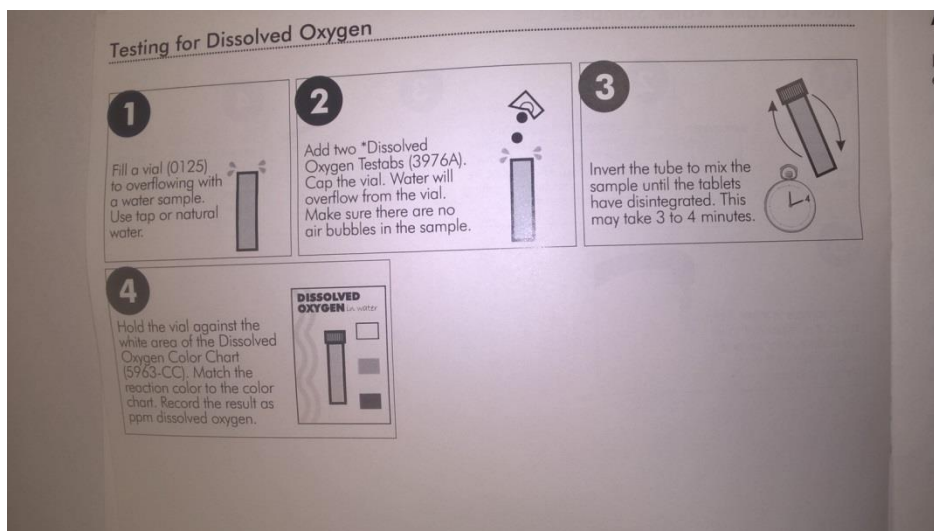 Testing for Dissolved Oxygen
1
Fill a vial (0125)
to overflowing with
a water sample.
Use tap or natural
water.
2
Add two *Dissolved
Oxygen Testabs (3976A).
Cap the vial. Water will
overflow from the vial.
Make sure there are no
air bubbles in the sample.
3
Invert the tube to mix the
sample until the tablets
have disintegrated. This
may take 3 to 4 minutes.
4
4
Hold the vial against the
white area of the Dissolved
Oxygen Color Chart
(5963-CC). Match the
reaction color to the color
chart. Record the result as
ppm dissolved oxygen.
DISSOLVED
OXYGEN in water